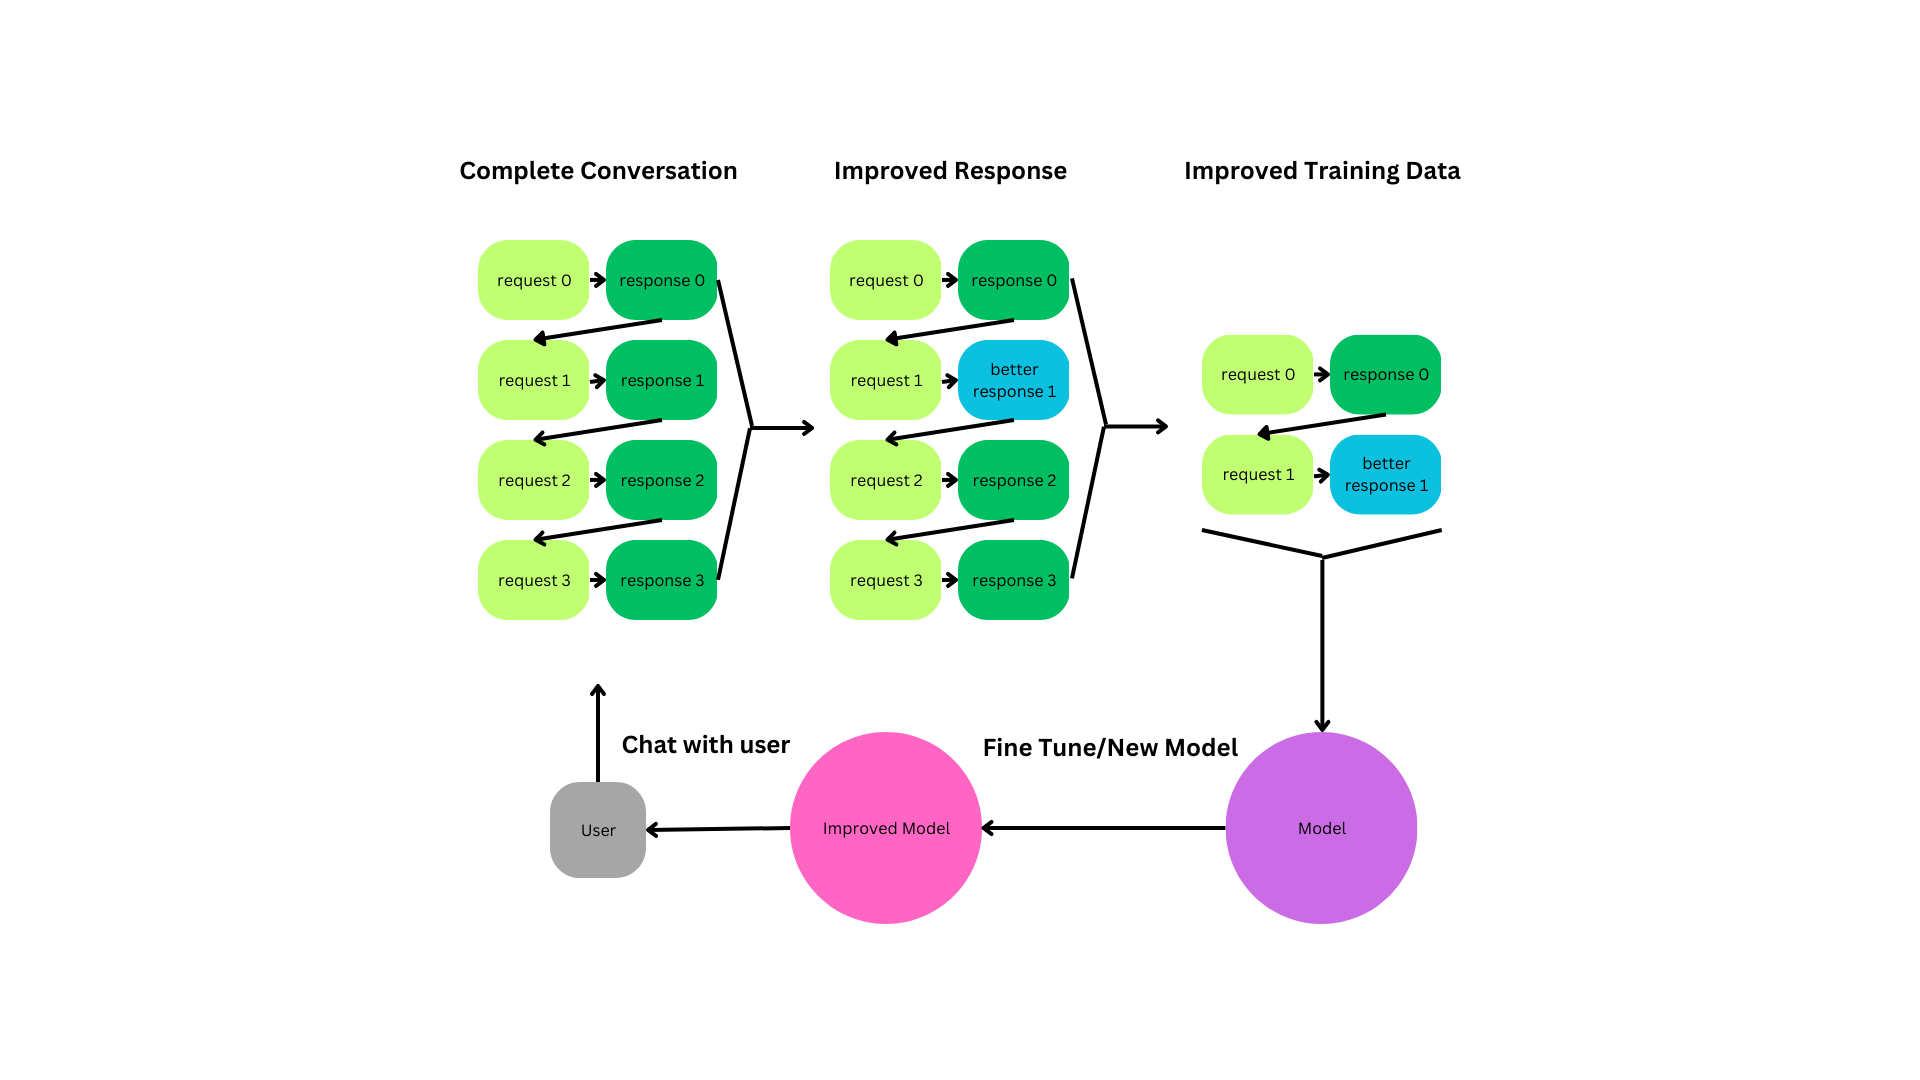 Complete Conversation
Improved Response
Improved Training Data
request 0
response 0
request 1
response 1
request 2
response 2
request 3
response 3
request 0
response 0
request 1
better
response 1
request 2
response 2
request 3
response 3
request 0
response 0
request 1
better
response 1
Chat with user
Fine Tune/New Model
User
Improved Model
Model